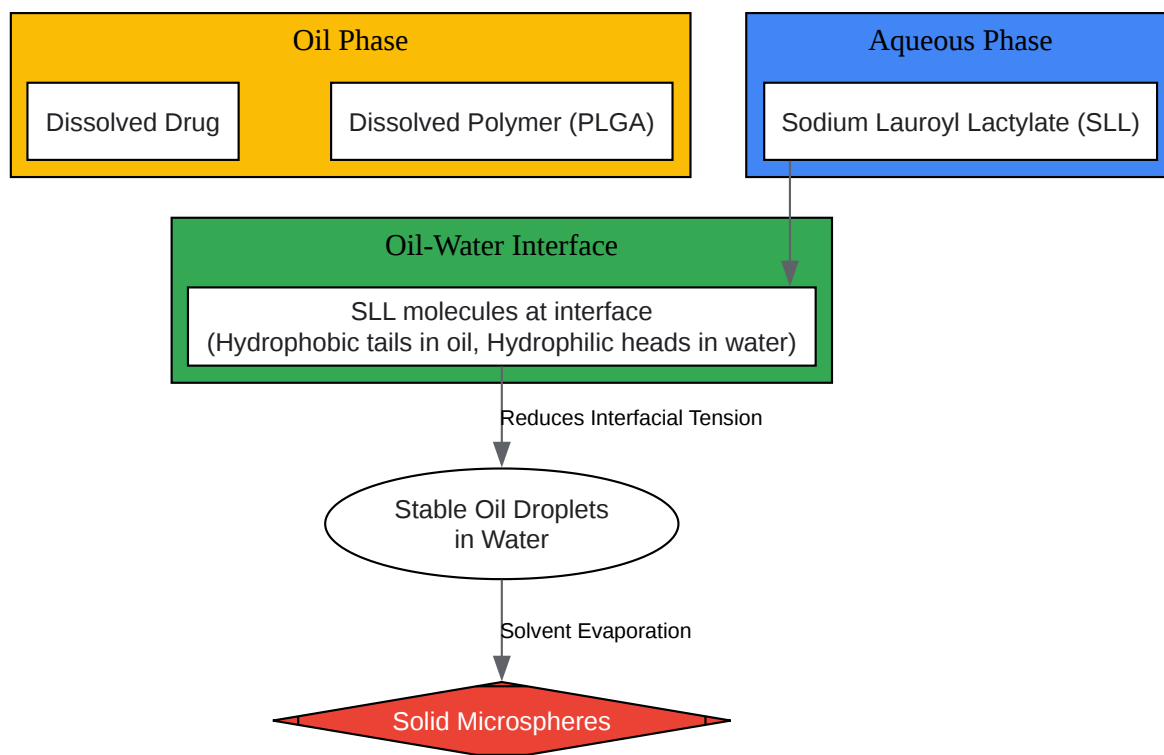 Oil Phase
Aqueous Phase
Dissolved Drug
Dissolved Polymer (PLGA)
Sodium Lauroyl Lactylate (SLL)
Oil-Water Interface
SLL molecules at interface
(Hydrophobic tails in oil, Hydrophilic heads in water)
Reduces Interfacial Tension
Stable Oil Droplets
in Water
Solvent Evaporation
Solid Microspheres